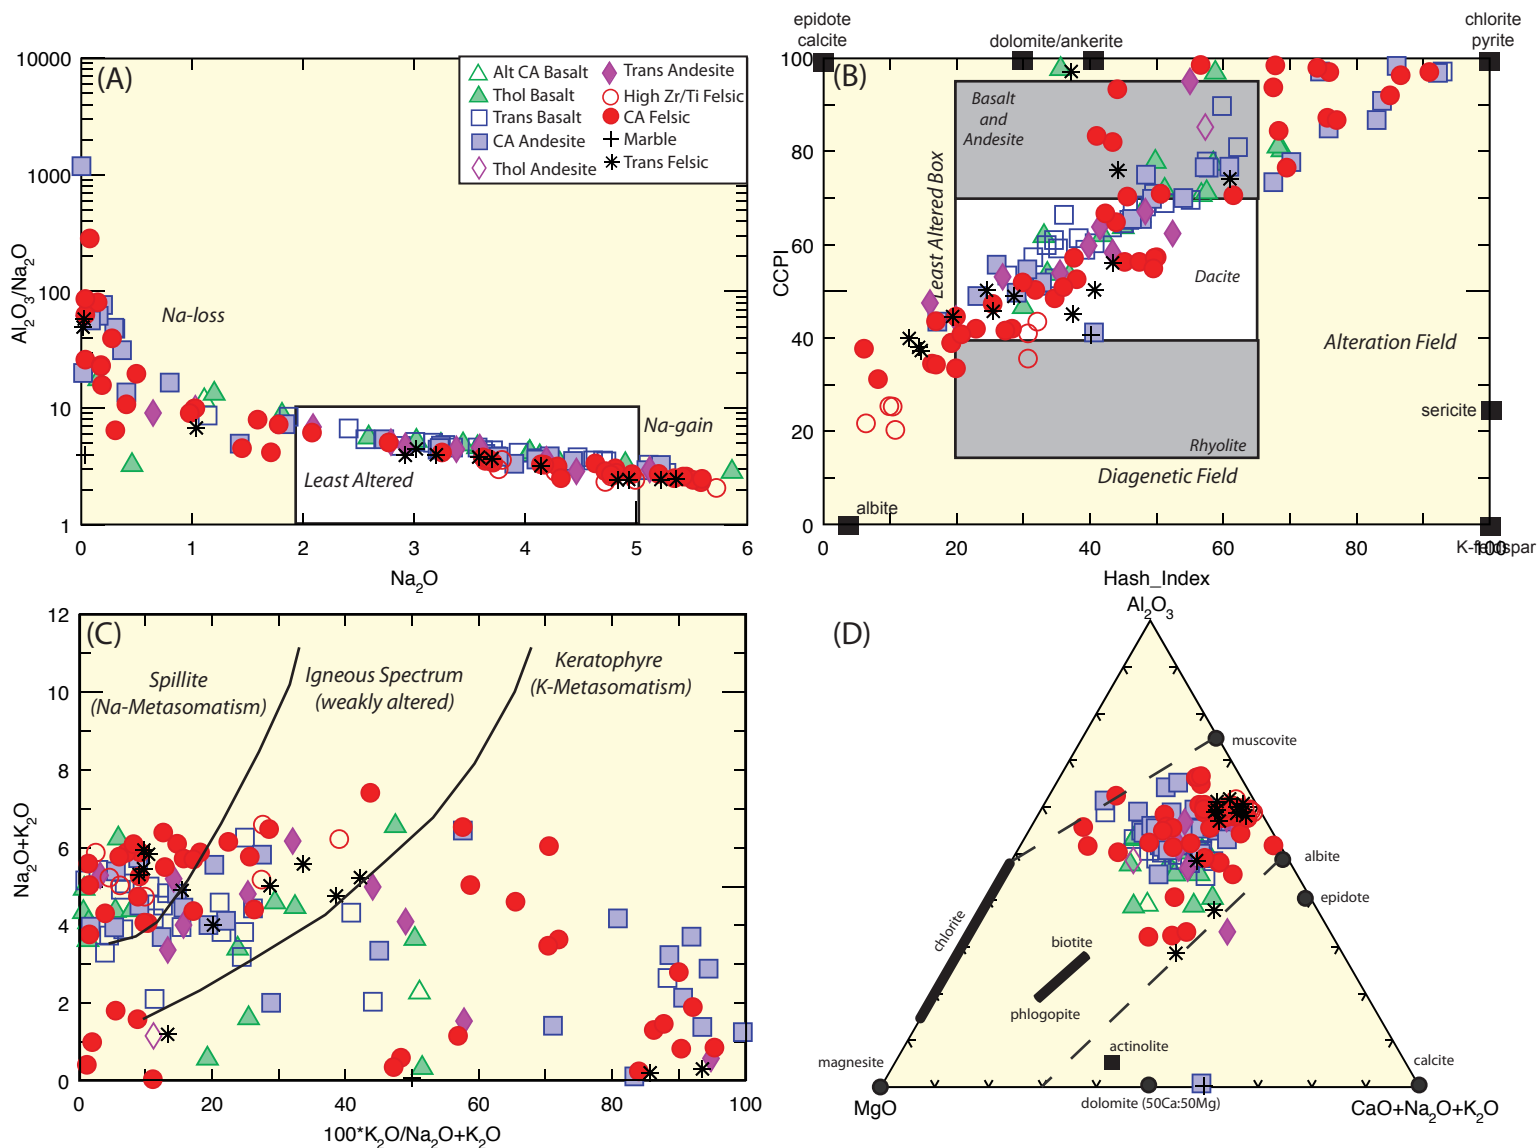 (A)
10000
1000
100
10
1
Al2O3/Na2O
Na-loss
Na-gain
Least Altered
0 1 2 3 4 5 6
Na2O
Alt CA Basalt
Thol Basalt
Trans Basalt
CA Andesite
Thol Andesite
Trans Andesite
High Zr/Ti Felsic
CA Felsic
Marble
Trans Felsic
epidote
calcite
dolomite/ankerite
chlorite
pyrite
(B)
100
80
60
40
20
0
CCPI
Basalt
and
Andesite
Least Altered Box
Dacite
Alteration Field
sericite
Rhyolite
Diagenetic Field
albite
K-feldspar
0 20 40 60 80 100
Hash_Index
(C)
12
10
8
6
4
2
0
Na2O+K2O
Spillite
(Na-Metasomatism)
Igneous Spectrum
(weakly altered)
Keratophyre
(K-Metasomatism)
0 20 40 60 80 100
100*K2O/Na2O+K2O
(D)
Al2O3
muscovite
albite
epidote
chlorite
biotite
phlogopite
actinolite
magnesite
calcite
dolomite (50Ca:50Mg)
MgO
CaO+Na2O+K2O